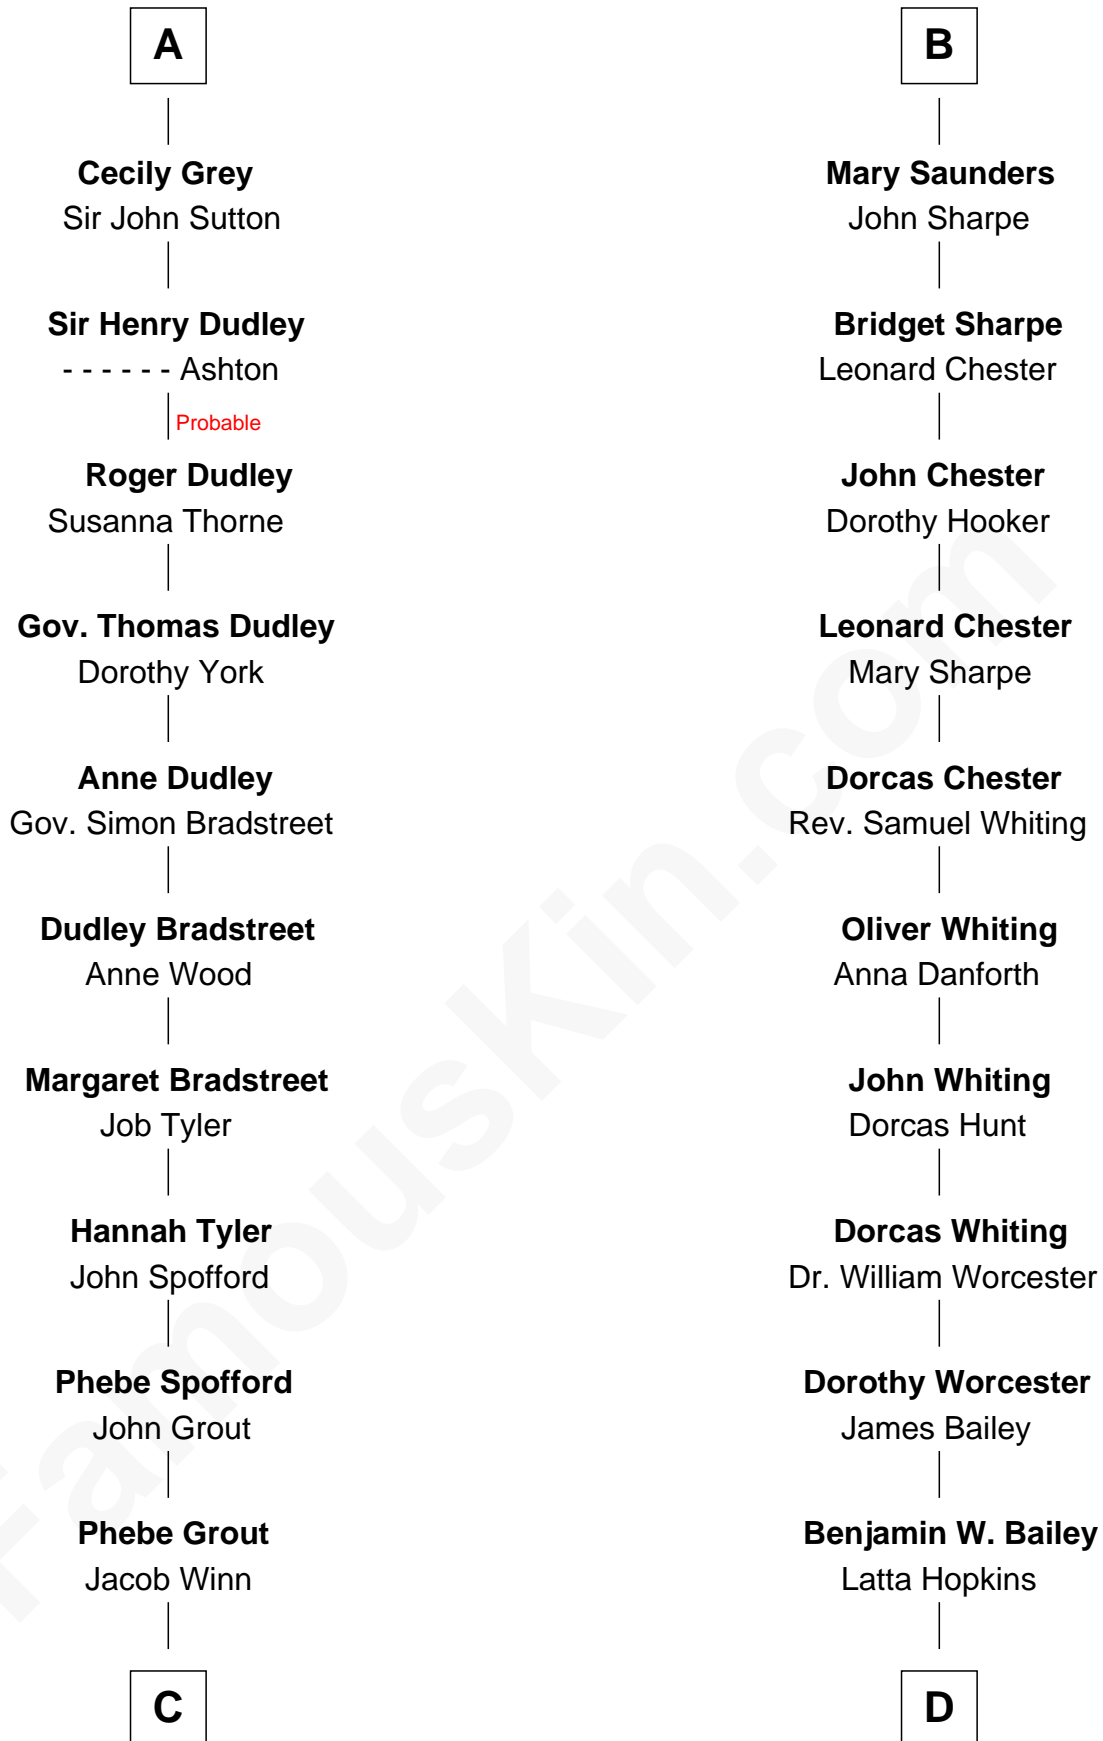 A
Cecily Grey
Sir John Sutton
Sir Henry Dudley
- - - - - - Ashton
Probable
Roger Dudley
Susanna Thorne
Gov. Thomas Dudley
Dorothy York
Anne Dudley
Gov. Simon Bradstreet
Dudley Bradstreet
Anne Wood
Margaret Bradstreet
Job Tyler
Hannah Tyler
John Spofford
Phebe Spofford
John Grout
Phebe Grout
Jacob Winn
C
B
Mary Saunders
John Sharpe
Bridget Sharpe
Leonard Chester
John Chester
Dorothy Hooker
Leonard Chester
Mary Sharpe
Dorcas Chester
Rev. Samuel Whiting
Oliver Whiting
Anna Danforth
John Whiting
Dorcas Hunt
Dorcas Whiting
Dr. William Worcester
Dorothy Worcester
James Bailey
Benjamin W. Bailey
Latta Hopkins
D
FamousKin.com